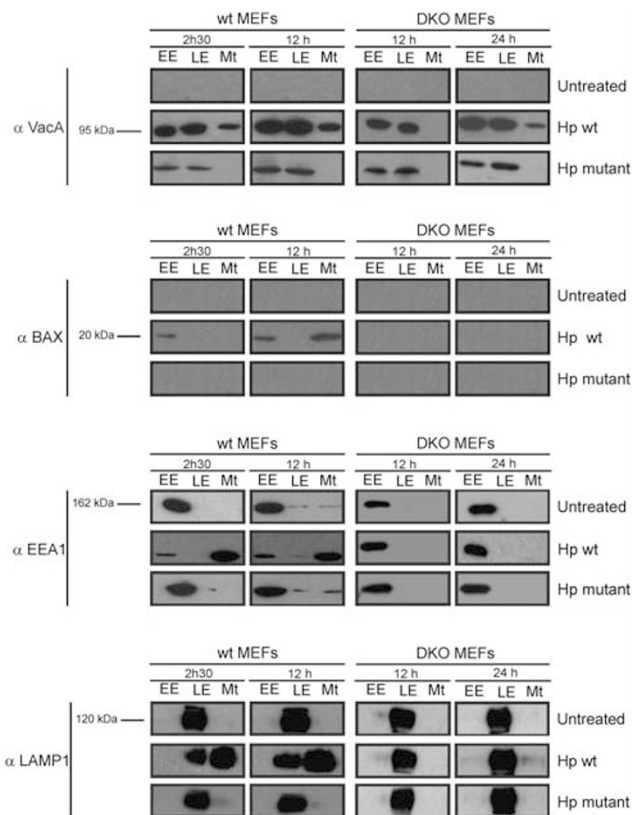 wt MEFs DKO MEFs
2h30 12 h 12 h 24 h
EE LE Mt EE LE Mt EE LE Mt EE LE Mt
Untreated
α VacA 95 kDa Hp wt
Hp mutant
wt MEFs DKO MEFs
2h30 12 h 12 h 24 h
EE LE Mt EE LE Mt EE LE Mt EE LE Mt
Untreated
α BAX 20 kDa Hp wt
Hp mutant
wt MEFs DKO MEFs
2h30 12 h 12 h 24 h
EE LE Mt EE LE Mt EE LE Mt EE LE Mt
162 kDa Untreated
α EEA1 Hp wt
Hp mutant
wt MEFs DKO MEFs
2h30 12 h 12 h 24 h
EE LE Mt EE LE Mt EE LE Mt EE LE Mt
120 kDa Untreated
α LAMP1 Hp wt
Hp mutant